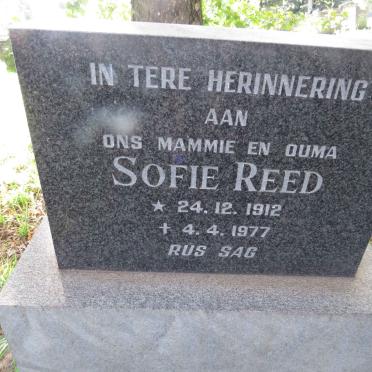 IN TERE HERINNERING
AAN
ONS MAMMIE EN OUMA
SOFIE REED
★ 24.12.1912
✝ 4.4.1977
RUS SAG